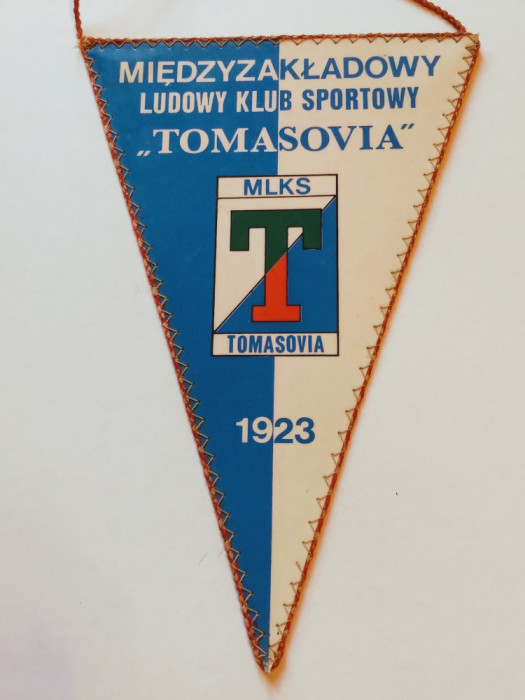 MIĘDZYZAKŁADOWY
LUDOWY KLUB SPORTOWY
„TOMASOVIA”
MLKS
T
TOMASOVIA
1923